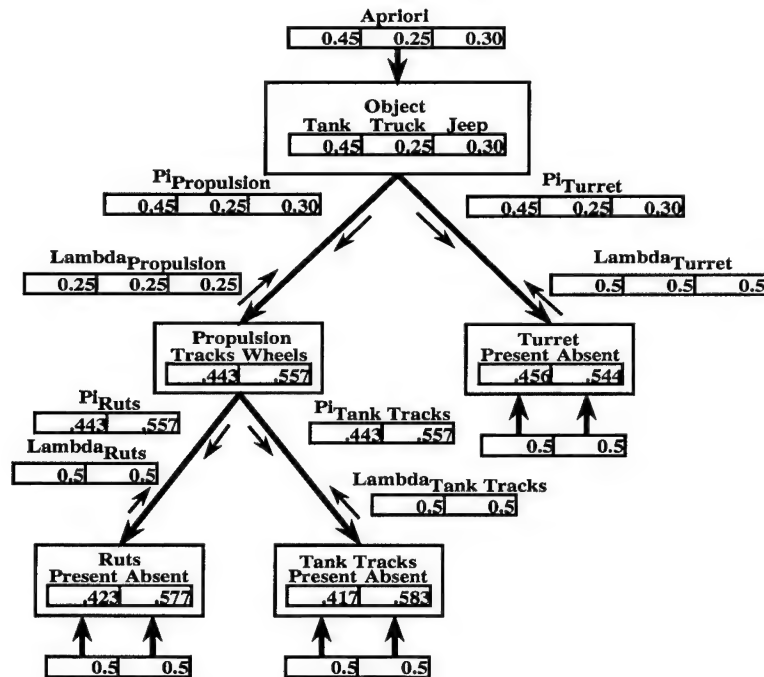 Apriori
0.45 0.25 0.30
Object
Tank Truck Jeep
0.45 0.25 0.30
PiPropulsion
0.45 0.25 0.30
PiTurret
0.45 0.25 0.30
LambdaPropulsion
0.25 0.25 0.25
LambdaTurret
0.5 0.5 0.5
Propulsion
Tracks Wheels
.443 .557
Turret
Present Absent
.456 .544
0.5 0.5
PiRuts
.443 .557
LambdaRuts
0.5 0.5
PiTank Tracks
.443 .557
LambdaTank Tracks
0.5 0.5
Ruts
Present Absent
.423 .577
0.5 0.5
Tank Tracks
Present Absent
.417 .583
0.5 0.5